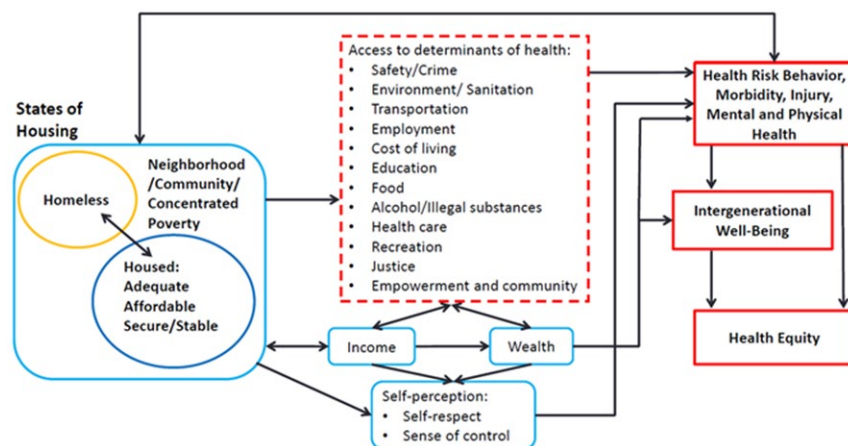 States of
Housing
Homeless
Neighborhood
/Community/
Concentrated
Poverty
Housed:
Adequate
Affordable
Secure/Stable
Access to determinants of health:
• Safety/Crime
• Environment/ Sanitation
• Transportation
• Employment
• Cost of living
• Education
• Food
• Alcohol/Illegal substances
• Health care
• Recreation
• Justice
• Empowerment and community
Income
Wealth
Self-perception:
• Self-respect
• Sense of control
Health Risk Behavior,
Morbidity, Injury,
Mental and Physical
Health
Intergenerational
Well-Being
Health Equity